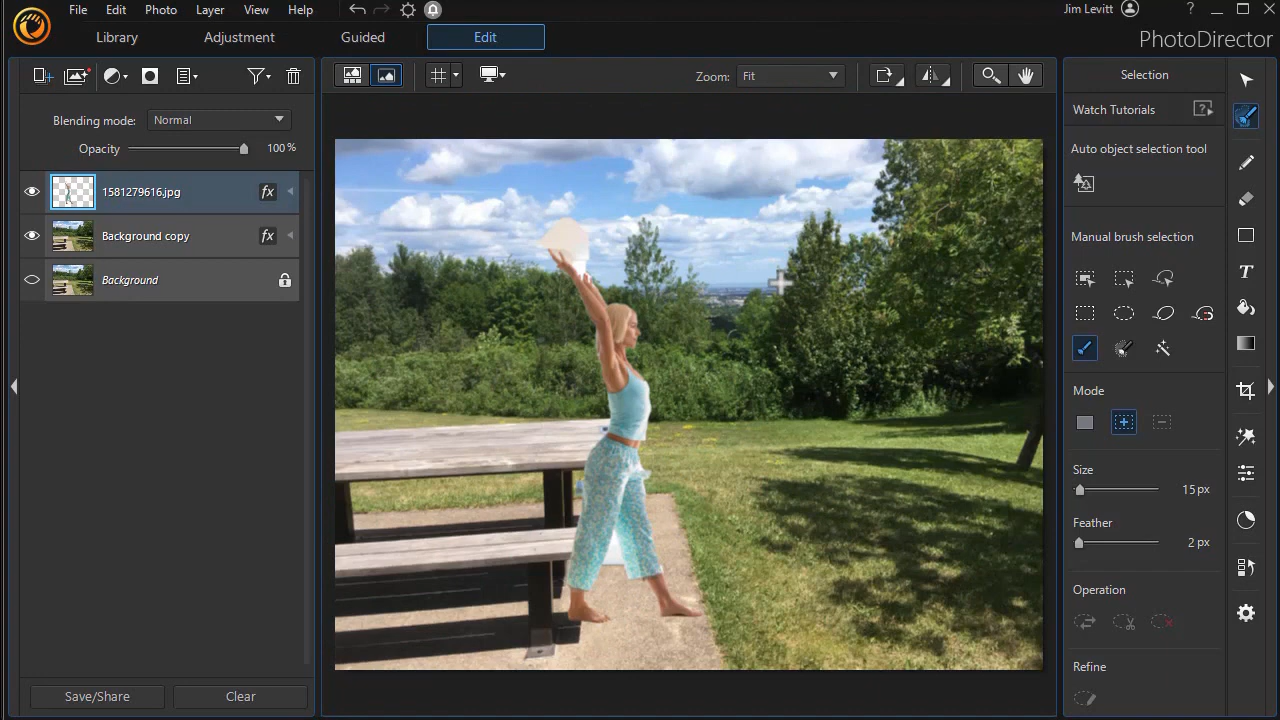 File Edit Photo Layer View Help
Jim Levitt
?
Library Adjustment Guided Edit
PhotoDirector
Zoom: Fit
Selection
Blending mode: Normal
Opacity 100 %
Watch Tutorials
Auto object selection tool
1581279616.jpg fx
Background copy fx
Background
Manual brush selection
T
Mode
Size
15 px
Feather
2 px
Operation
Refine
Save/Share Clear